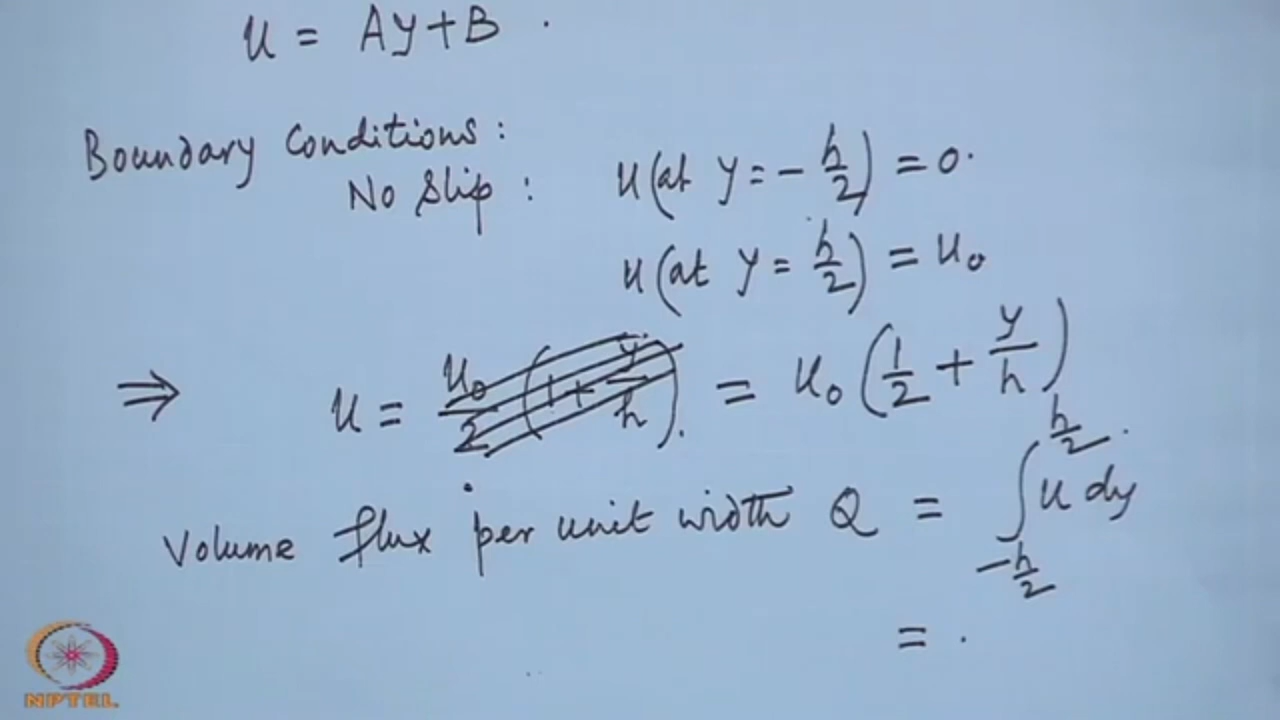 u = Ay + B .
Boundary Conditions :
No Slip : u (at y = - h/2) = 0.
u (at y = h/2) = u₀
⇒ u = u₀/2 (1 + y/h). = u₀ (1/2 + y/h)
Volume flux per unit width Q = ∫_{-h/2}^{h/2} u dy
= .
NPTEL